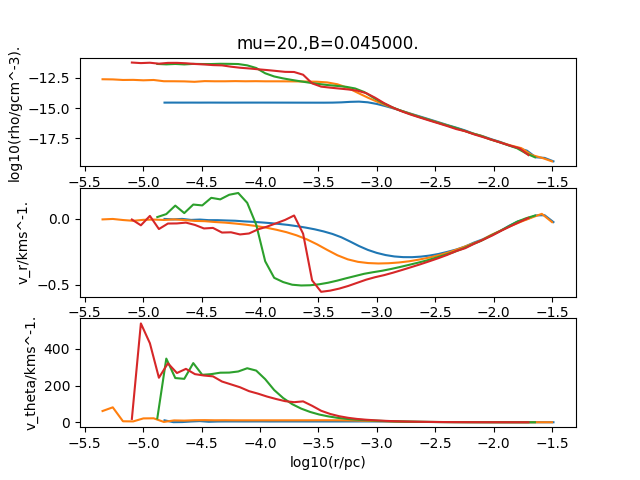 mu=20.,B=0.045000.
log10(rho/gcm^-3).
−12.5
−15.0
−17.5
−5.5 −5.0 −4.5 −4.0 −3.5 −3.0 −2.5 −2.0 −1.5
v_r/kms^-1.
0.0
−0.5
−5.5 −5.0 −4.5 −4.0 −3.5 −3.0 −2.5 −2.0 −1.5
v_theta/kms^-1.
400
200
0
−5.5 −5.0 −4.5 −4.0 −3.5 −3.0 −2.5 −2.0 −1.5
log10(r/pc)